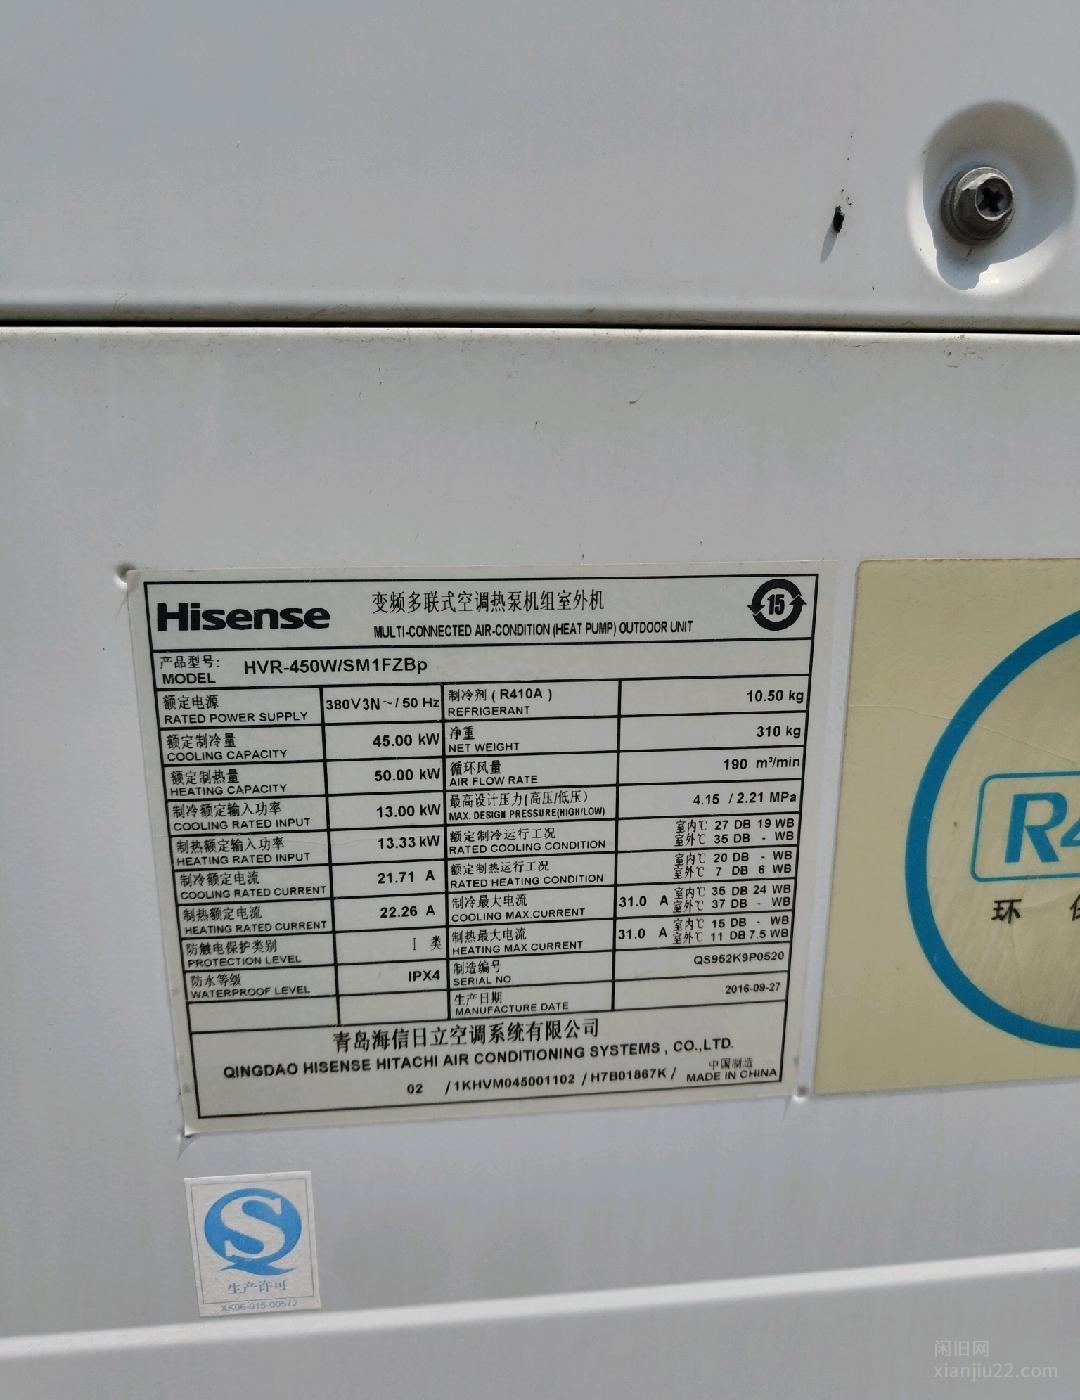 Hisense
变频多联式空调热泵机组室外机
MULTI-CONNECTED AIR-CONDITION (HEAT PUMP) OUTDOOR UNIT
15
产品型号:
MODEL
HVR-450W/SM1FZBp
额定电源
RATED POWER SUPPLY
380V3N~/50 Hz
制冷剂 ( R410A )
REFRIGERANT
10.50 kg
额定制冷量
COOLING CAPACITY
45.00 kW
净重
NET WEIGHT
310 kg
额定制热量
HEATING CAPACITY
50.00 kW
循环风量
AIR FLOW RATE
190 m³/min
制冷额定输入功率
COOLING RATED INPUT
13.00 kW
最高设计压力(高压/低压)
MAX. DESIGN PRESSURE(HIGH/LOW)
4.15 / 2.21 MPa
制热额定输入功率
HEATING RATED INPUT
13.33 kW
额定制冷运行工况
RATED COOLING CONDITION
室内℃ 27 DB 19 WB
室外℃ 35 DB - WB
制冷额定电流
COOLING RATED CURRENT
21.71 A
额定制热运行工况
RATED HEATING CONDITION
室内℃ 20 DB - WB
室外℃ 7 DB 6 WB
制热额定电流
HEATING RATED CURRENT
22.26 A
制冷最大电流
COOLING MAX.CURRENT
31.0 A
室内℃ 35 DB 24 WB
室外℃ 37 DB - WB
防触电保护类别
PROTECTION LEVEL
I 类
制热最大电流
HEATING MAX.CURRENT
31.0 A
室内℃ 15 DB - WB
室外℃ 11 DB 7.5 WB
防水等级
WATERPROOF LEVEL
IPX4
制造编号
SERIAL NO
QS952K9P0520
生产日期
MANUFACTURE DATE
2016-09-27
青岛海信日立空调系统有限公司
QINGDAO HISENSE HITACHI AIR CONDITIONING SYSTEMS , CO.,LTD.
02 /1KHVM045001102 /H7B01867K /
中国制造
MADE IN CHINA
R4
环
生产许可
XK06-015-00572
闲旧网
xianjiu22.com